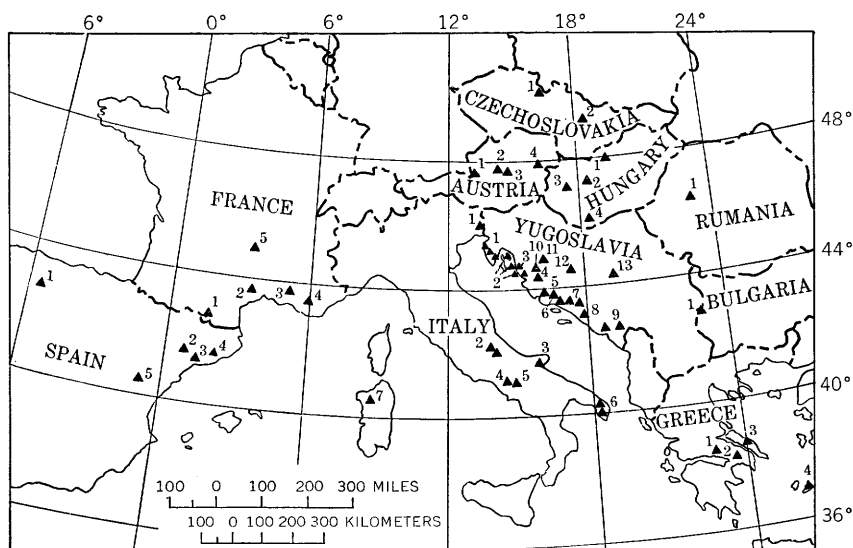 6° 0° 6° 12° 18° 24°
1
CZECHOSLOVAKIA
2
48°
1 2 3 4
AUSTRIA
1 2 3 4
HUNGARY
1
RUMANIA
FRANCE
5
1 2 3 4
1
YUGOSLAVIA
1 2 3 4 5 6 7 8 9 10 11 12 13
44°
1
BULGARIA
1
SPAIN
2 3 4
5
ITALY
1 2 3 4 5 6 7
40°
GREECE
1 2 3 4
36°
100 0 100 200 300 MILES
100 0 100 200 300 KILOMETERS